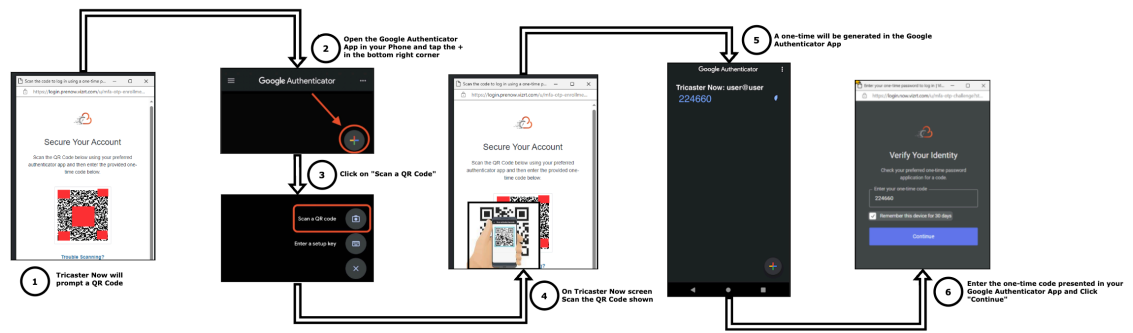 Scan the code to log in using a one-time p...
https://login.prenow.vizrt.com/u/mfa-otp-enrollme...
Secure Your Account
Scan the QR Code below using your preferred
authenticator app and then enter the provided one-
time code below.
Trouble Scanning?
1
Tricaster Now will
prompt a QR Code
2
Open the Google Authenticator
App in your Phone and tap the +
in the bottom right corner
Google Authenticator
3
Click on "Scan a QR Code"
Scan a QR code
Enter a setup key
Scan the code to log in using a one-time p...
https://login.prenow.vizrt.com/u/mfa-otp-enrollme...
Secure Your Account
Scan the QR Code below using your preferred
authenticator app and then enter the provided one-
time code below.
4
On Tricaster Now screen
Scan the QR Code shown
5
A one-time will be generated in the Google
Authenticator App
Google Authenticator
Tricaster Now: user@user
224660
Enter your one-time password to log in |
https://login.now.vizrt.com/u/mfa-otp-challenge?st...
Verify Your Identity
Check your preferred one-time password
application for a code.
Enter your one-time code
224660
Remember this device for 30 days
Continue
6
Enter the one-time code presented in your
Google Authenticator App and Click
"Continue"